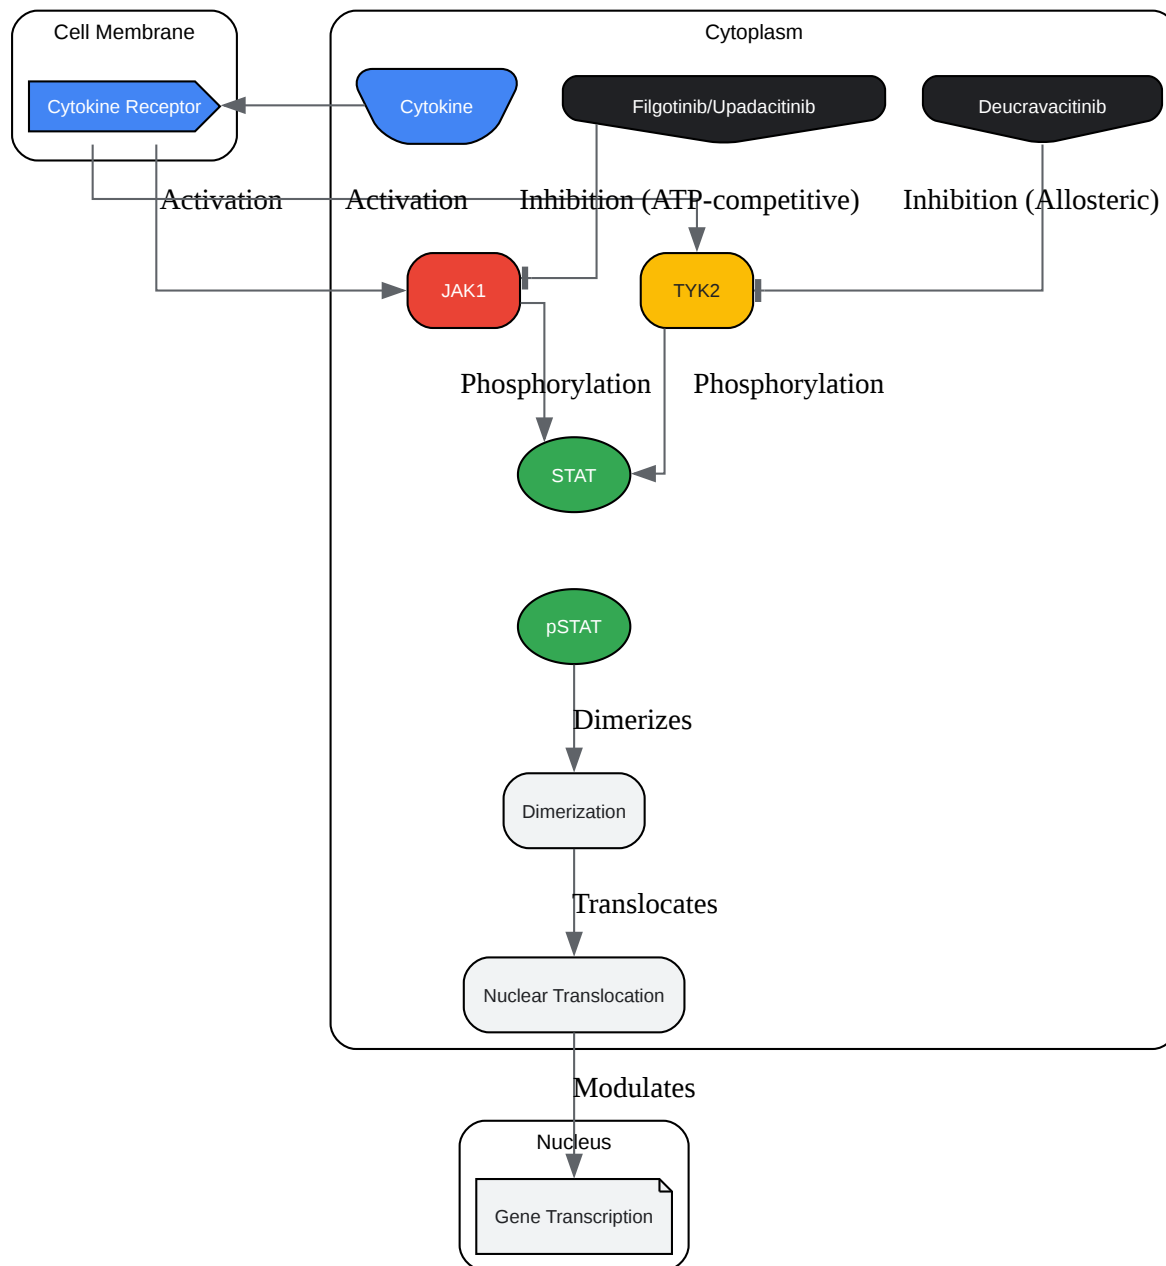 Cell Membrane
Cytoplasm
Cytokine Receptor
Cytokine
Filgotinib/Upadacitinib
Deucravacitinib
Activation
Activation
Inhibition (ATP-competitive)
Inhibition (Allosteric)
JAK1
TYK2
Phosphorylation
Phosphorylation
STAT
pSTAT
Dimerizes
Dimerization
Translocates
Nuclear Translocation
Modulates
Nucleus
Gene Transcription